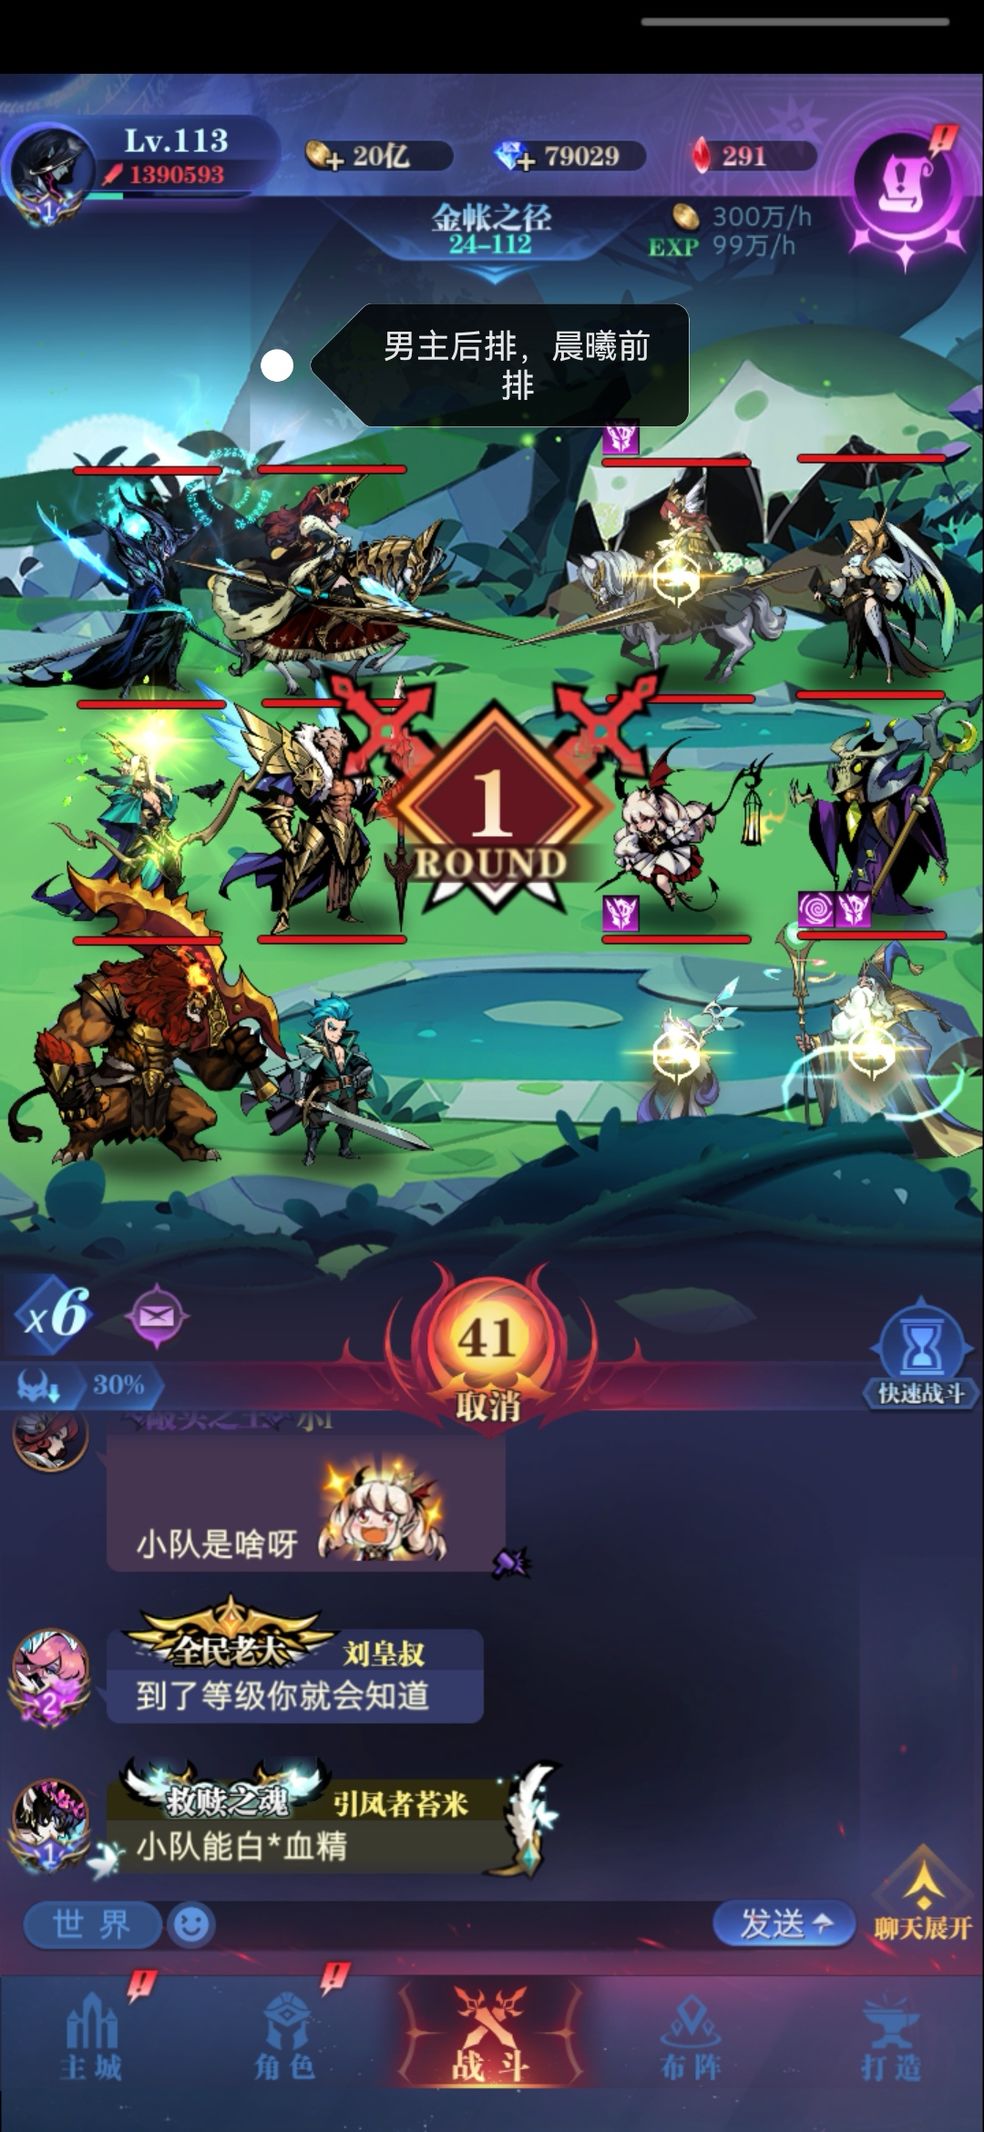 Lv.113
1390593
1
20亿
79029
291
金帐之径
24-112
300万/h
EXP 99万/h
男主后排，晨曦前
排
1
ROUND
x6
41
取消
30%
快速战斗
小队是啥呀
全民老大 刘皇叔
2
到了等级你就会知道
救赎之魂 引凤者苔米
1
小队能白*血精
世界
发送
聊天展开
主城
角色
战斗
布阵
打造